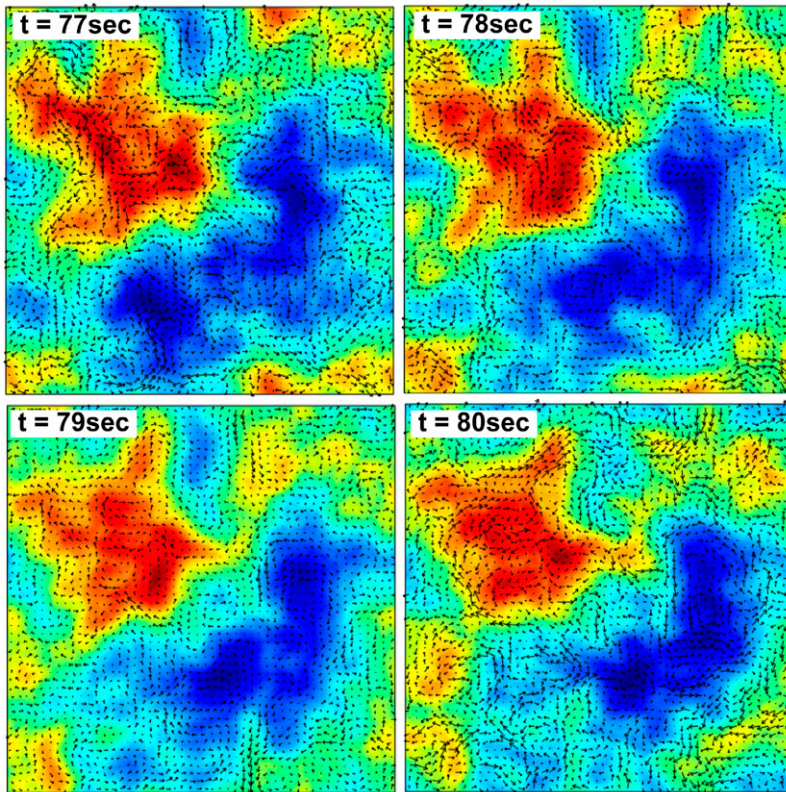 t = 77sec
t = 78sec
t = 79sec
t = 80sec